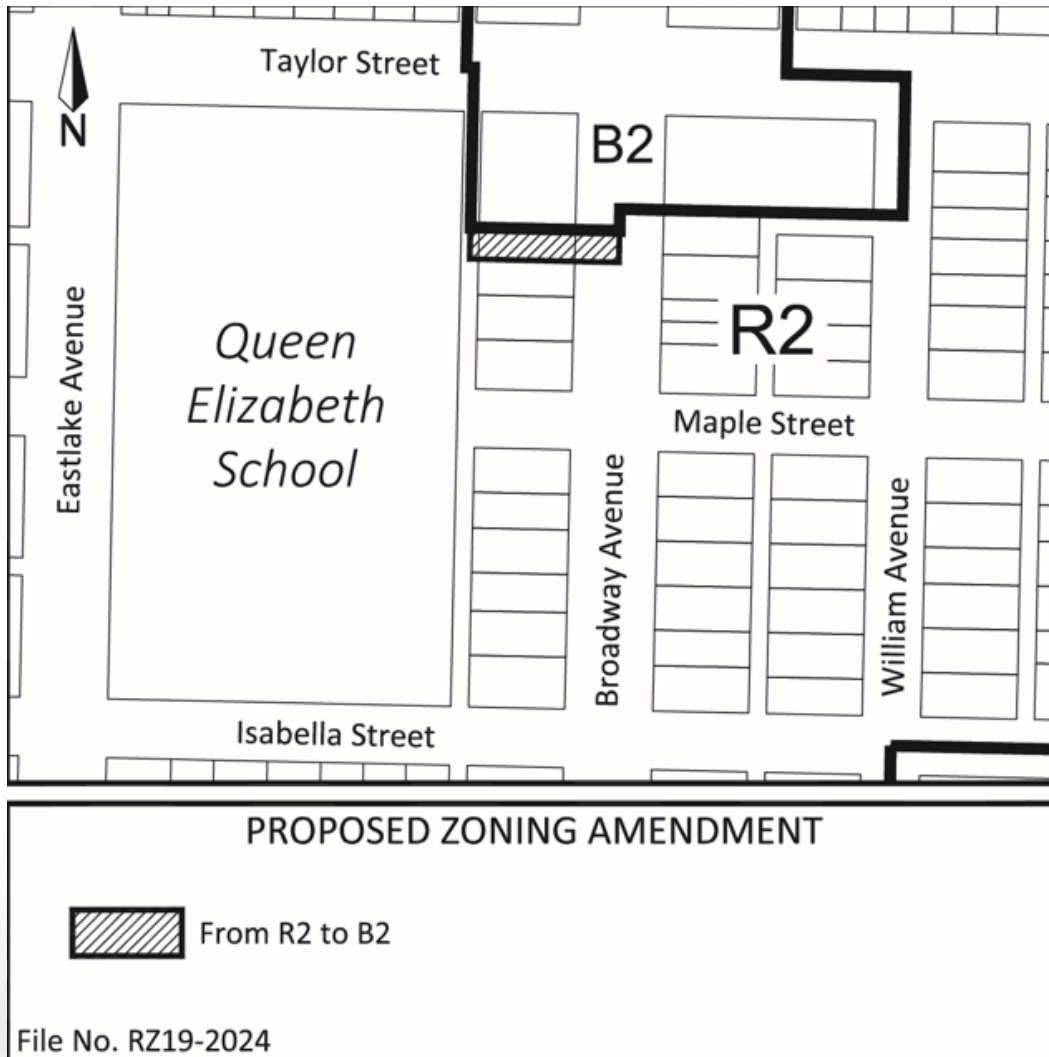 Taylor Street
N
B2
Eastlake Avenue
Queen
Elizabeth
School
R2
Maple Street
Broadway Avenue
William Avenue
Isabella Street
PROPOSED ZONING AMENDMENT
From R2 to B2
File No. RZ19-2024